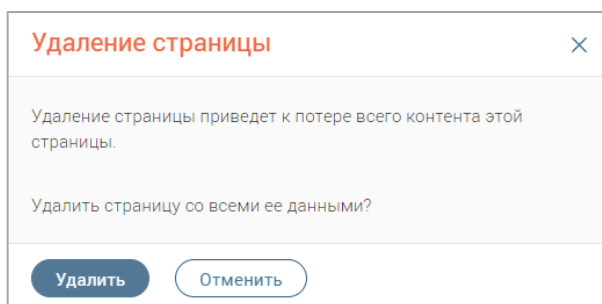 Удаление страницы
Удаление страницы приведет к потере всего контента этой
страницы.
Удалить страницу со всеми ее данными?
Удалить
Отменить